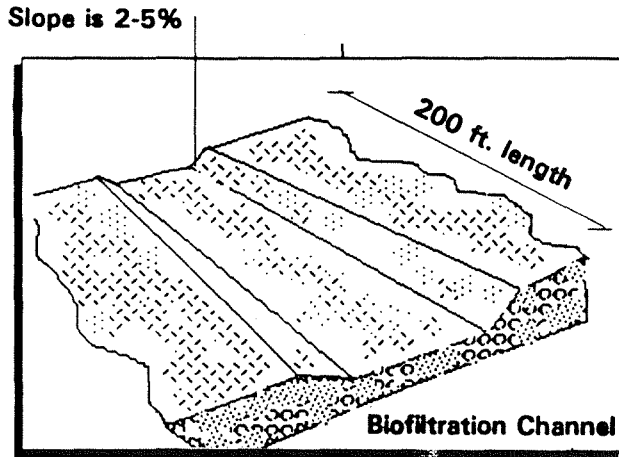 Slope is 2-5%
200 ft. length
Biofiltration Channel